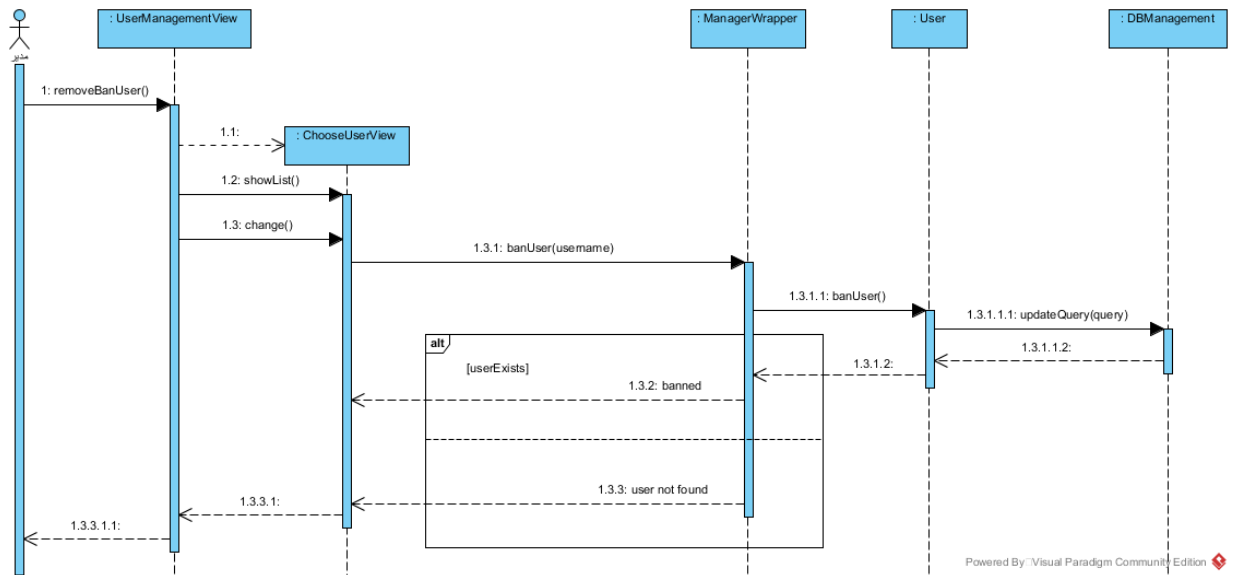 : UserManagementView
: ManagerWrapper
: User
: DBManagement
مدیر
1: removeBanUser()
1.1:
: ChooseUserView
1.2: showList()
1.3: change()
1.3.1: banUser(username)
1.3.1.1: banUser()
1.3.1.1.1: updateQuery(query)
alt
1.3.1.1.2:
[userExists]
1.3.1.2:
1.3.2: banned
1.3.3: user not found
1.3.3.1:
1.3.3.1.1:
Powered By Visual Paradigm Community Edition